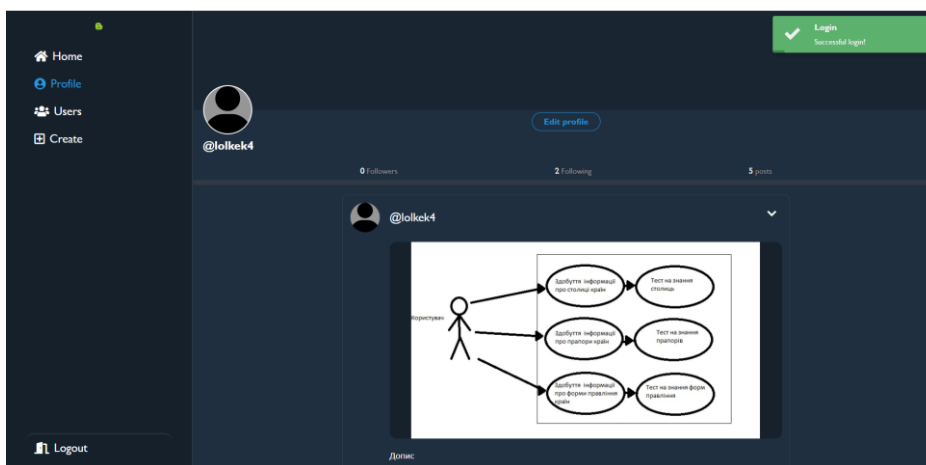 Login
Successful login!
Home
Profile
Users
Create
Logout
@lolkek4
Edit profile
0 Followers
2 Following
5 posts
@lolkek4
Користувач
Здобуття інформації
про столиці країн
Тест на знання
столиць
Здобуття інформації
про прапори країн
Тест на знання
прапорів
Здобуття інформації
про форми правління
країн
Тест на знання форм
правління
Допис